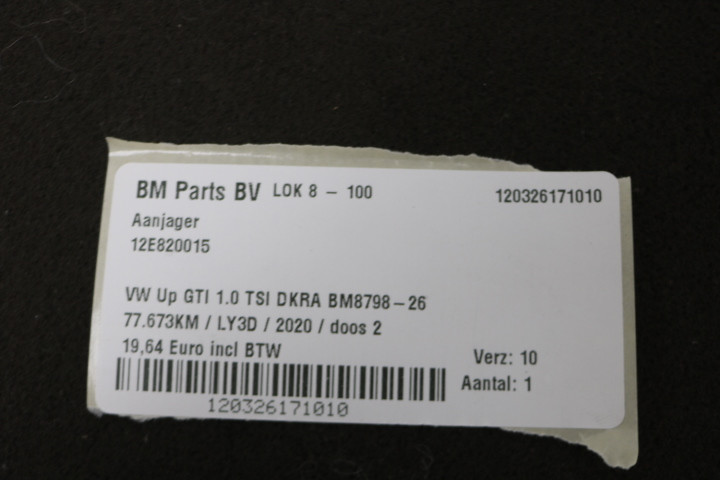 BM Parts BV LOK 8 – 100 120326171010
Aanjager
12E820015
VW Up GTI 1.0 TSI DKRA BM8798–26
77.673KM / LY3D / 2020 / doos 2
19,64 Euro incl BTW
Verz: 10
Aantal: 1
120326171010